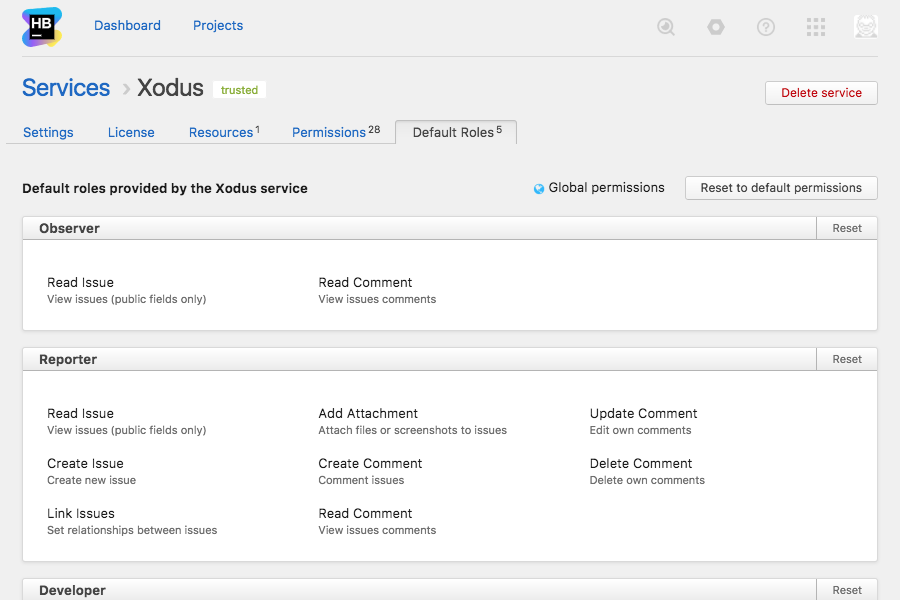 HB
Dashboard Projects
Services › Xodus trusted
Delete service
Settings License Resources 1 Permissions 28 Default Roles 5
Default roles provided by the Xodus service
Global permissions
Reset to default permissions
Observer Reset
Read Issue Read Comment
View issues (public fields only) View issues comments
Reporter Reset
Read Issue Add Attachment Update Comment
View issues (public fields only) Attach files or screenshots to issues Edit own comments
Create Issue Create Comment Delete Comment
Create new issue Comment issues Delete own comments
Link Issues Read Comment
Set relationships between issues View issues comments
Developer Reset